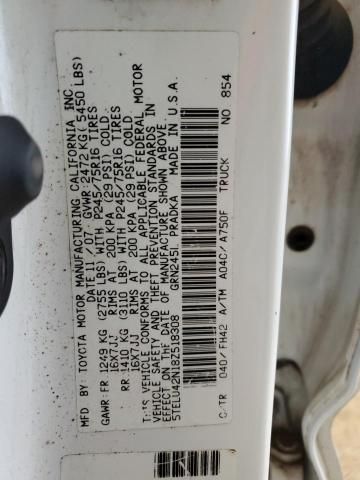 MFD. BY TOYOTA MOTOR MANUFACTURING CALIFORNIA INC.
DATE 11/07 GVWR: 2472 KG( 5450 LBS)
GAWR:FR 1249 KG (2755 LBS) WITH P245/75R16 TIRES
16X7JJ RIMS AT 200 KPA (29 PSI) COLD
RR 1410 KG (3110 LBS) WITH P245/75R16 TIRES
16X7JJ RIMS AT 200 KPA (29 PSI) COLD
THIS VEHICLE CONFORMS TO ALL APPLICABLE FEDERAL MOTOR
VEHICLE SAFETY AND THEFT PREVENTION STANDARDS IN
EFFECT ON THE DATE OF MANUFACTURE SHOWN ABOVE.
5TELU42N18Z518308 TRUCK
GRN245L PRADKA MADE IN U.S.A.
C/TR 040/FH42 A/TM A04C/A750F NO 854